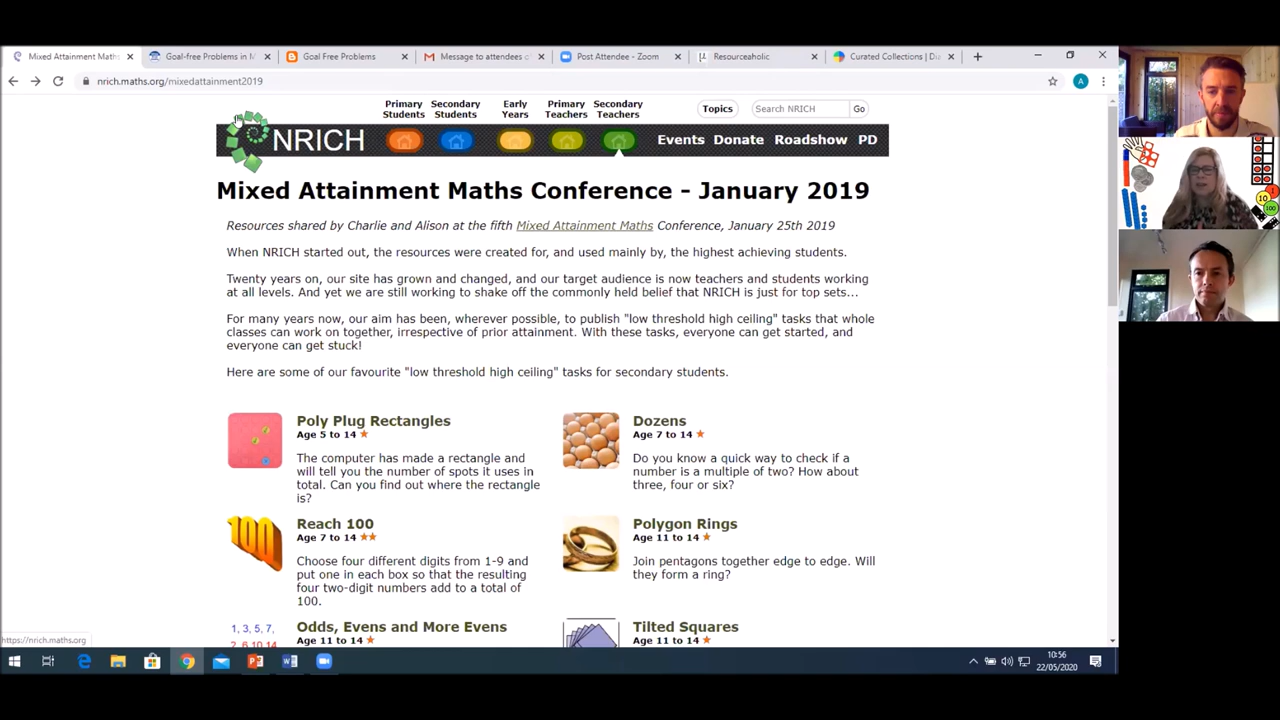 Mixed Attainment Math
Goal-free Problems in M
Goal Free Problems
Message to attendees o
Post Attendee - Zoom
Resourceaholic
Curated Collections | D
nrich.maths.org/mixedattainment2019
Primary Students
Secondary Students
Early Years
Primary Teachers
Secondary Teachers
Topics
Search NRICH
Go
NRICH
Events Donate Roadshow PD
Mixed Attainment Maths Conference - January 2019
Resources shared by Charlie and Alison at the fifth Mixed Attainment Maths Conference, January 25th 2019
When NRICH started out, the resources were created for, and used mainly by, the highest achieving students.
Twenty years on, our site has grown and changed, and our target audience is now teachers and students working
at all levels. And yet we are still working to shake off the commonly held belief that NRICH is just for top sets...
For many years now, our aim has been, wherever possible, to publish "low threshold high ceiling" tasks that whole
classes can work on together, irrespective of prior attainment. With these tasks, everyone can get started, and
everyone can get stuck!
Here are some of our favourite "low threshold high ceiling" tasks for secondary students.
Poly Plug Rectangles
Age 5 to 14
The computer has made a rectangle and
will tell you the number of spots it uses in
total. Can you find out where the rectangle
is?
Dozens
Age 7 to 14
Do you know a quick way to check if a
number is a multiple of two? How about
three, four or six?
100
Reach 100
Age 7 to 14
Choose four different digits from 1-9 and
put one in each box so that the resulting
four two-digit numbers add to a total of
100.
Polygon Rings
Age 11 to 14
Join pentagons together edge to edge. Will
they form a ring?
1, 3, 5, 7,
2, 6, 10, 14
Odds, Evens and More Evens
Age 11 to 14
Tilted Squares
Age 11 to 14
https://nrich.maths.org
10:56
22/05/2020
10
1
100